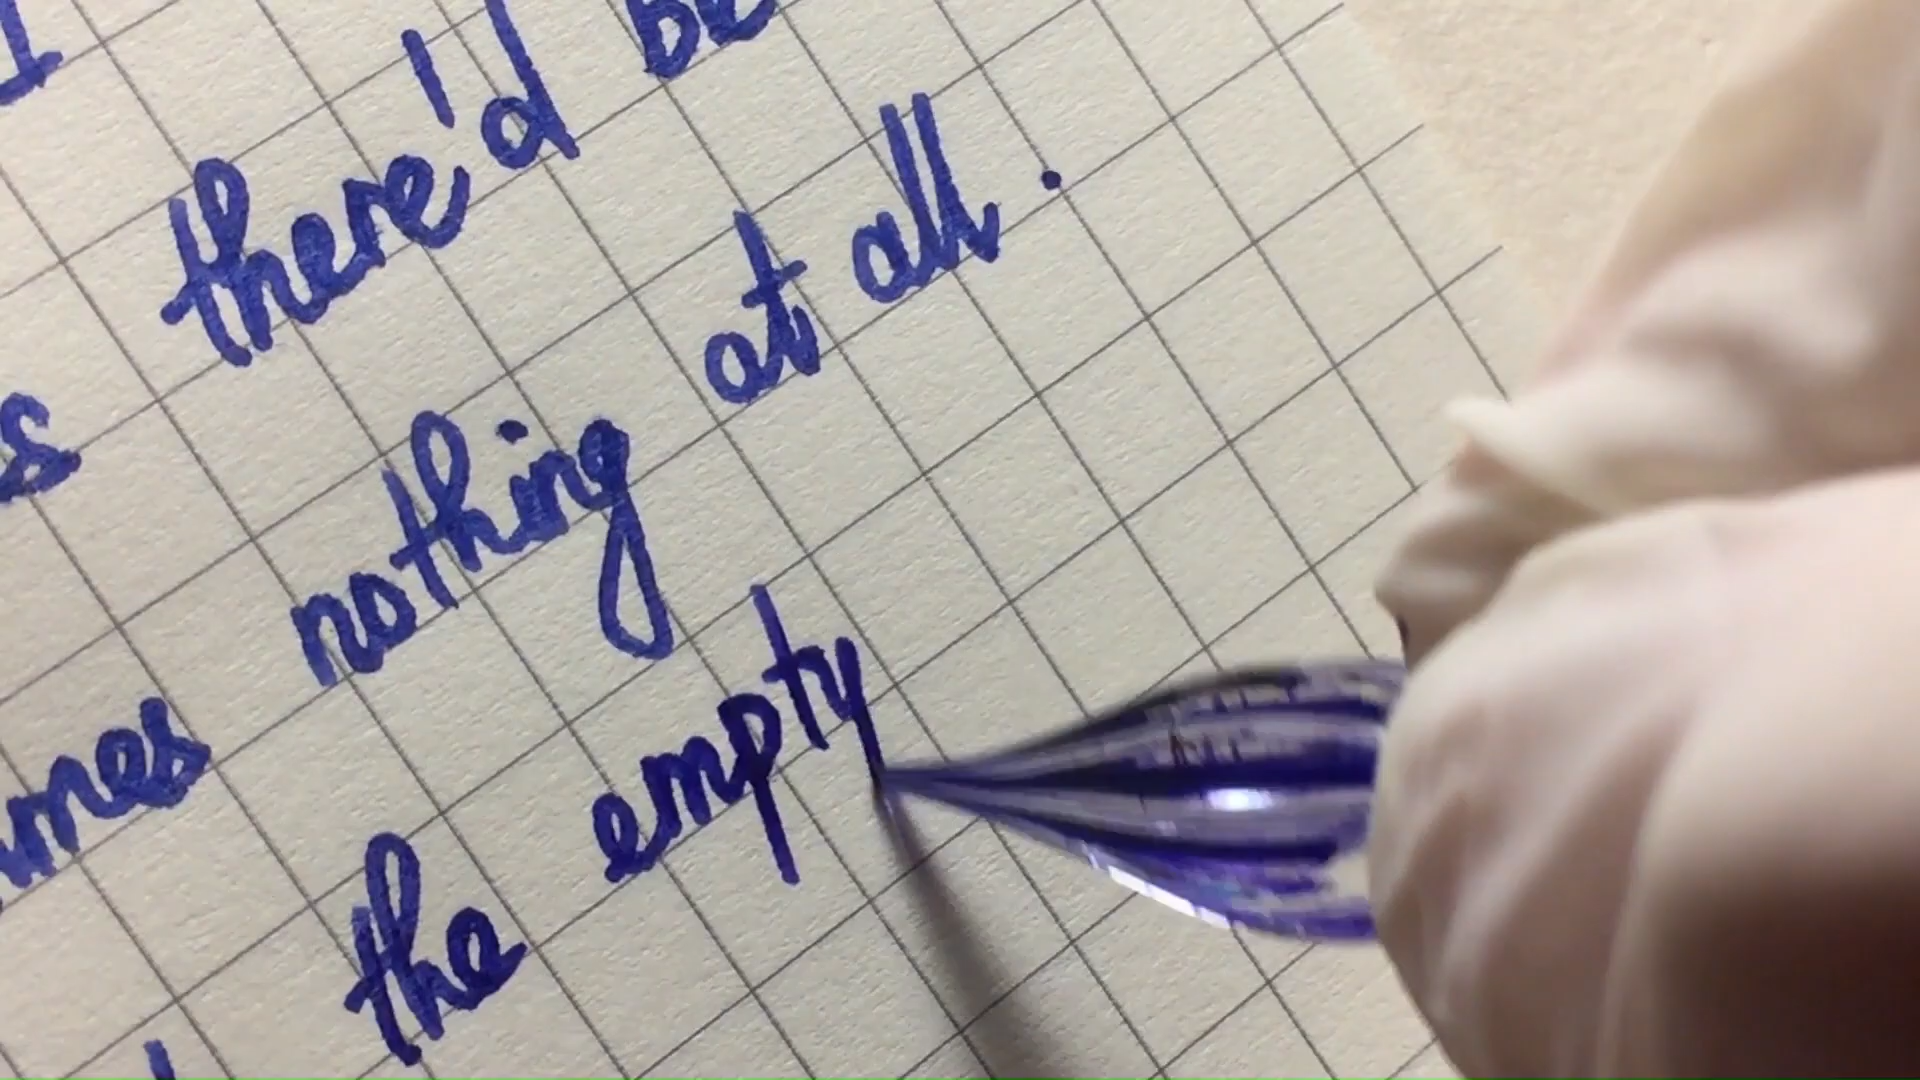 there'd be
nothing at all.
the empty